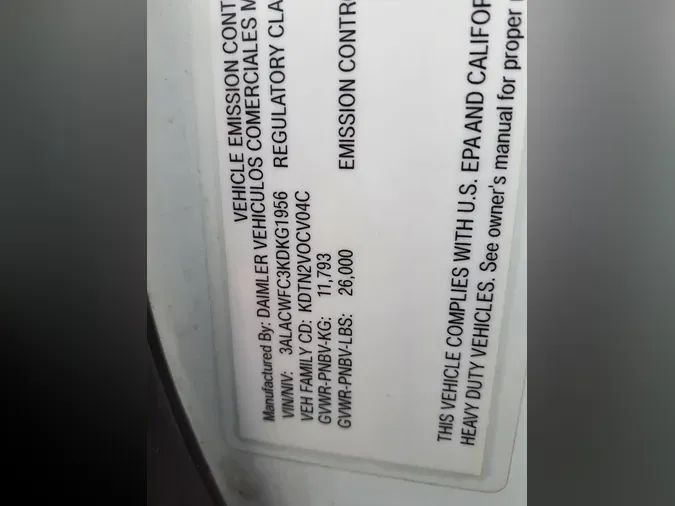 VEHICLE EMISSION CONT
Manufactured By: DAIMLER VEHICULOS COMERCIALES M
VIN/NIV: 3ALACWFC3KDKG1956 REGULATORY CLA
VEH FAMILY CD: KDTN2VOCV04C
GVWR-PNBV-KG: 11,793
GVWR-PNBV-LBS: 26,000 EMISSION CONTRO
THIS VEHICLE COMPLIES WITH U.S. EPA AND CALIFOR
HEAVY DUTY VEHICLES. See owner's manual for proper